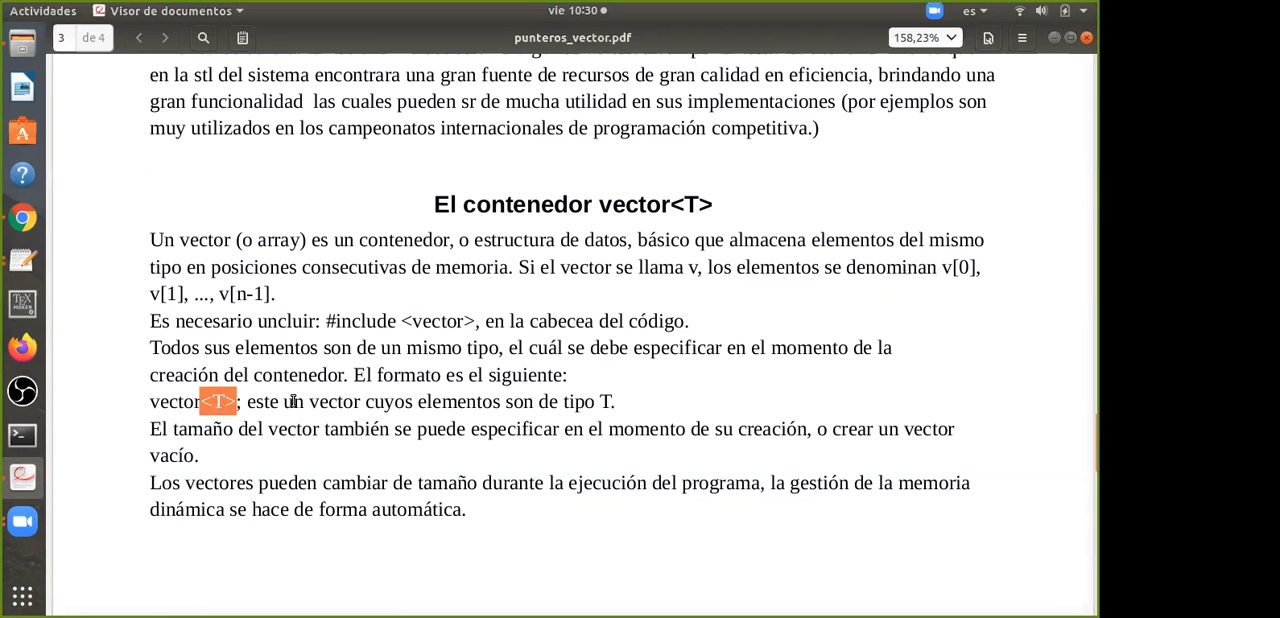 Actividades Visor de documentos vie 10:30 es
3 de 4 punteros_vector.pdf 158,23%
en la stl del sistema encontrara una gran fuente de recursos de gran calidad en eficiencia, brindando una
gran funcionalidad las cuales pueden sr de mucha utilidad en sus implementaciones (por ejemplos son
muy utilizados en los campeonatos internacionales de programación competitiva.)
El contenedor vector<T>
Un vector (o array) es un contenedor, o estructura de datos, básico que almacena elementos del mismo
tipo en posiciones consecutivas de memoria. Si el vector se llama v, los elementos se denominan v[0],
v[1], ..., v[n-1].
Es necesario uncluir: #include <vector>, en la cabecea del código.
Todos sus elementos son de un mismo tipo, el cuál se debe especificar en el momento de la
creación del contenedor. El formato es el siguiente:
vector<T>; este un vector cuyos elementos son de tipo T.
El tamaño del vector también se puede especificar en el momento de su creación, o crear un vector
vacío.
Los vectores pueden cambiar de tamaño durante la ejecución del programa, la gestión de la memoria
dinámica se hace de forma automática.